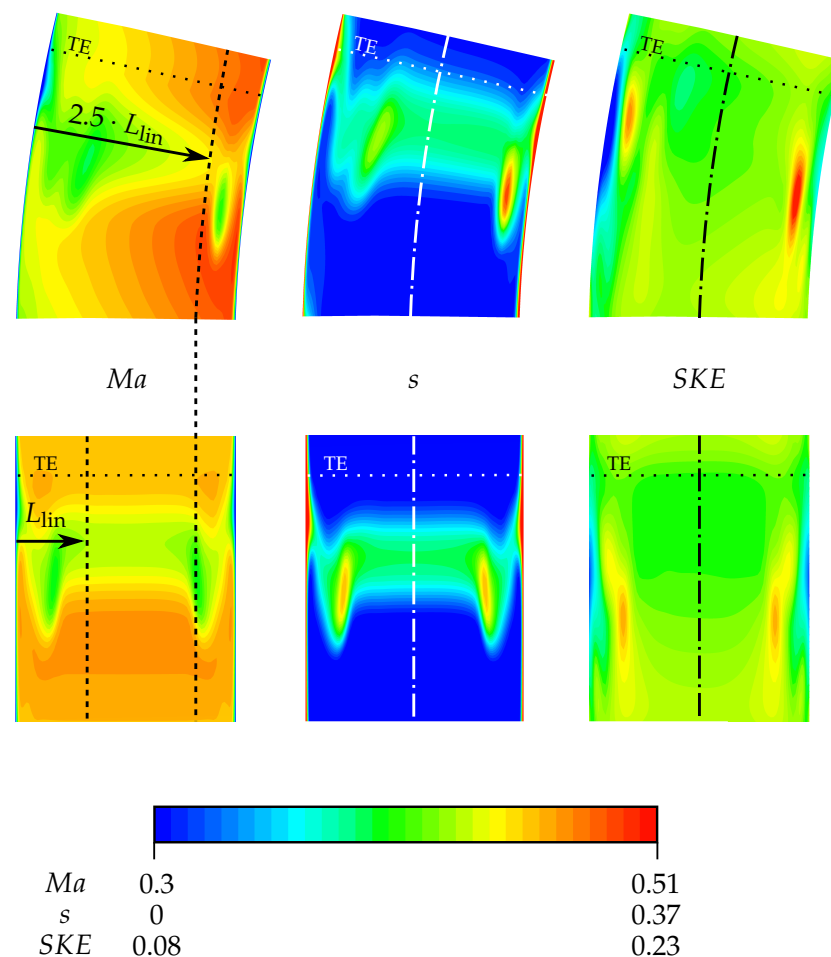 TE
TE
TE
2.5 · L_lin
Ma
s
SKE
TE
TE
TE
L_lin
Ma 0.3 0.51
s 0 0.37
SKE 0.08 0.23